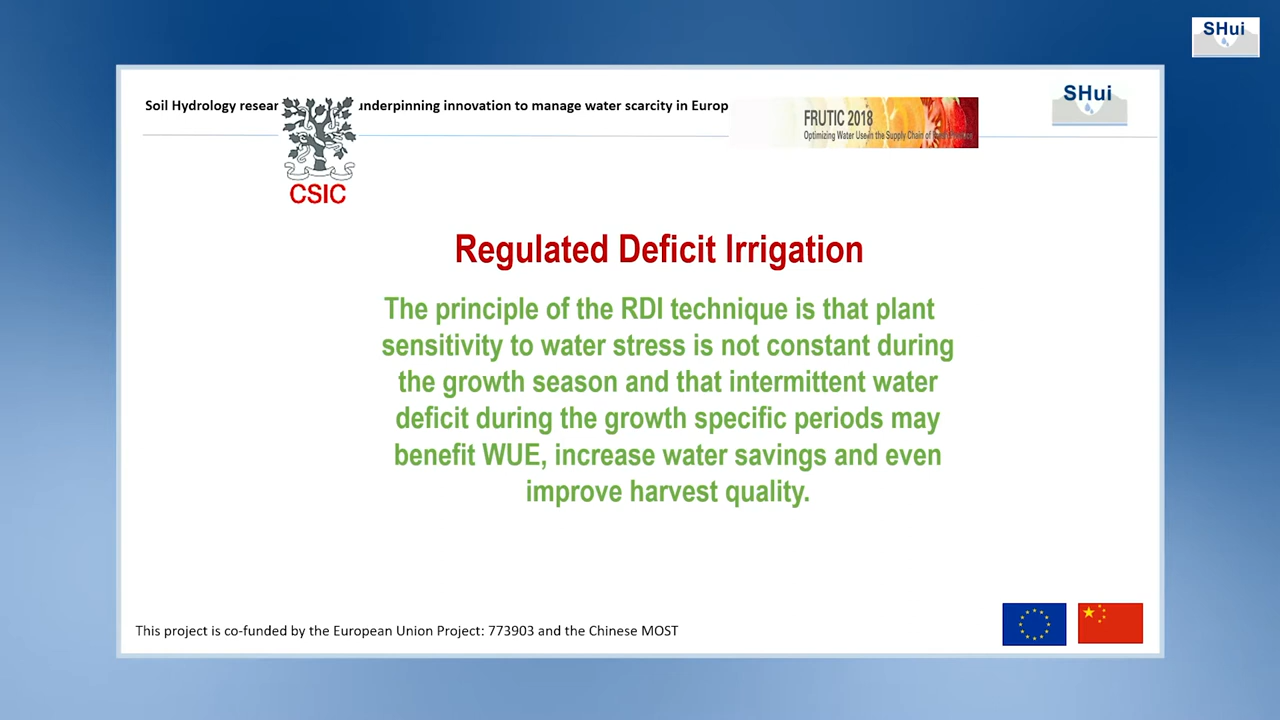 SHui
Soil Hydrology resear underpinning innovation to manage water scarcity in Europ
SHui
FRUTIC 2018
Optimizing Water Use in the Supply Chain of
CSIC
Regulated Deficit Irrigation
The principle of the RDI technique is that plant
sensitivity to water stress is not constant during
the growth season and that intermittent water
deficit during the growth specific periods may
benefit WUE, increase water savings and even
improve harvest quality.
This project is co-funded by the European Union Project: 773903 and the Chinese MOST